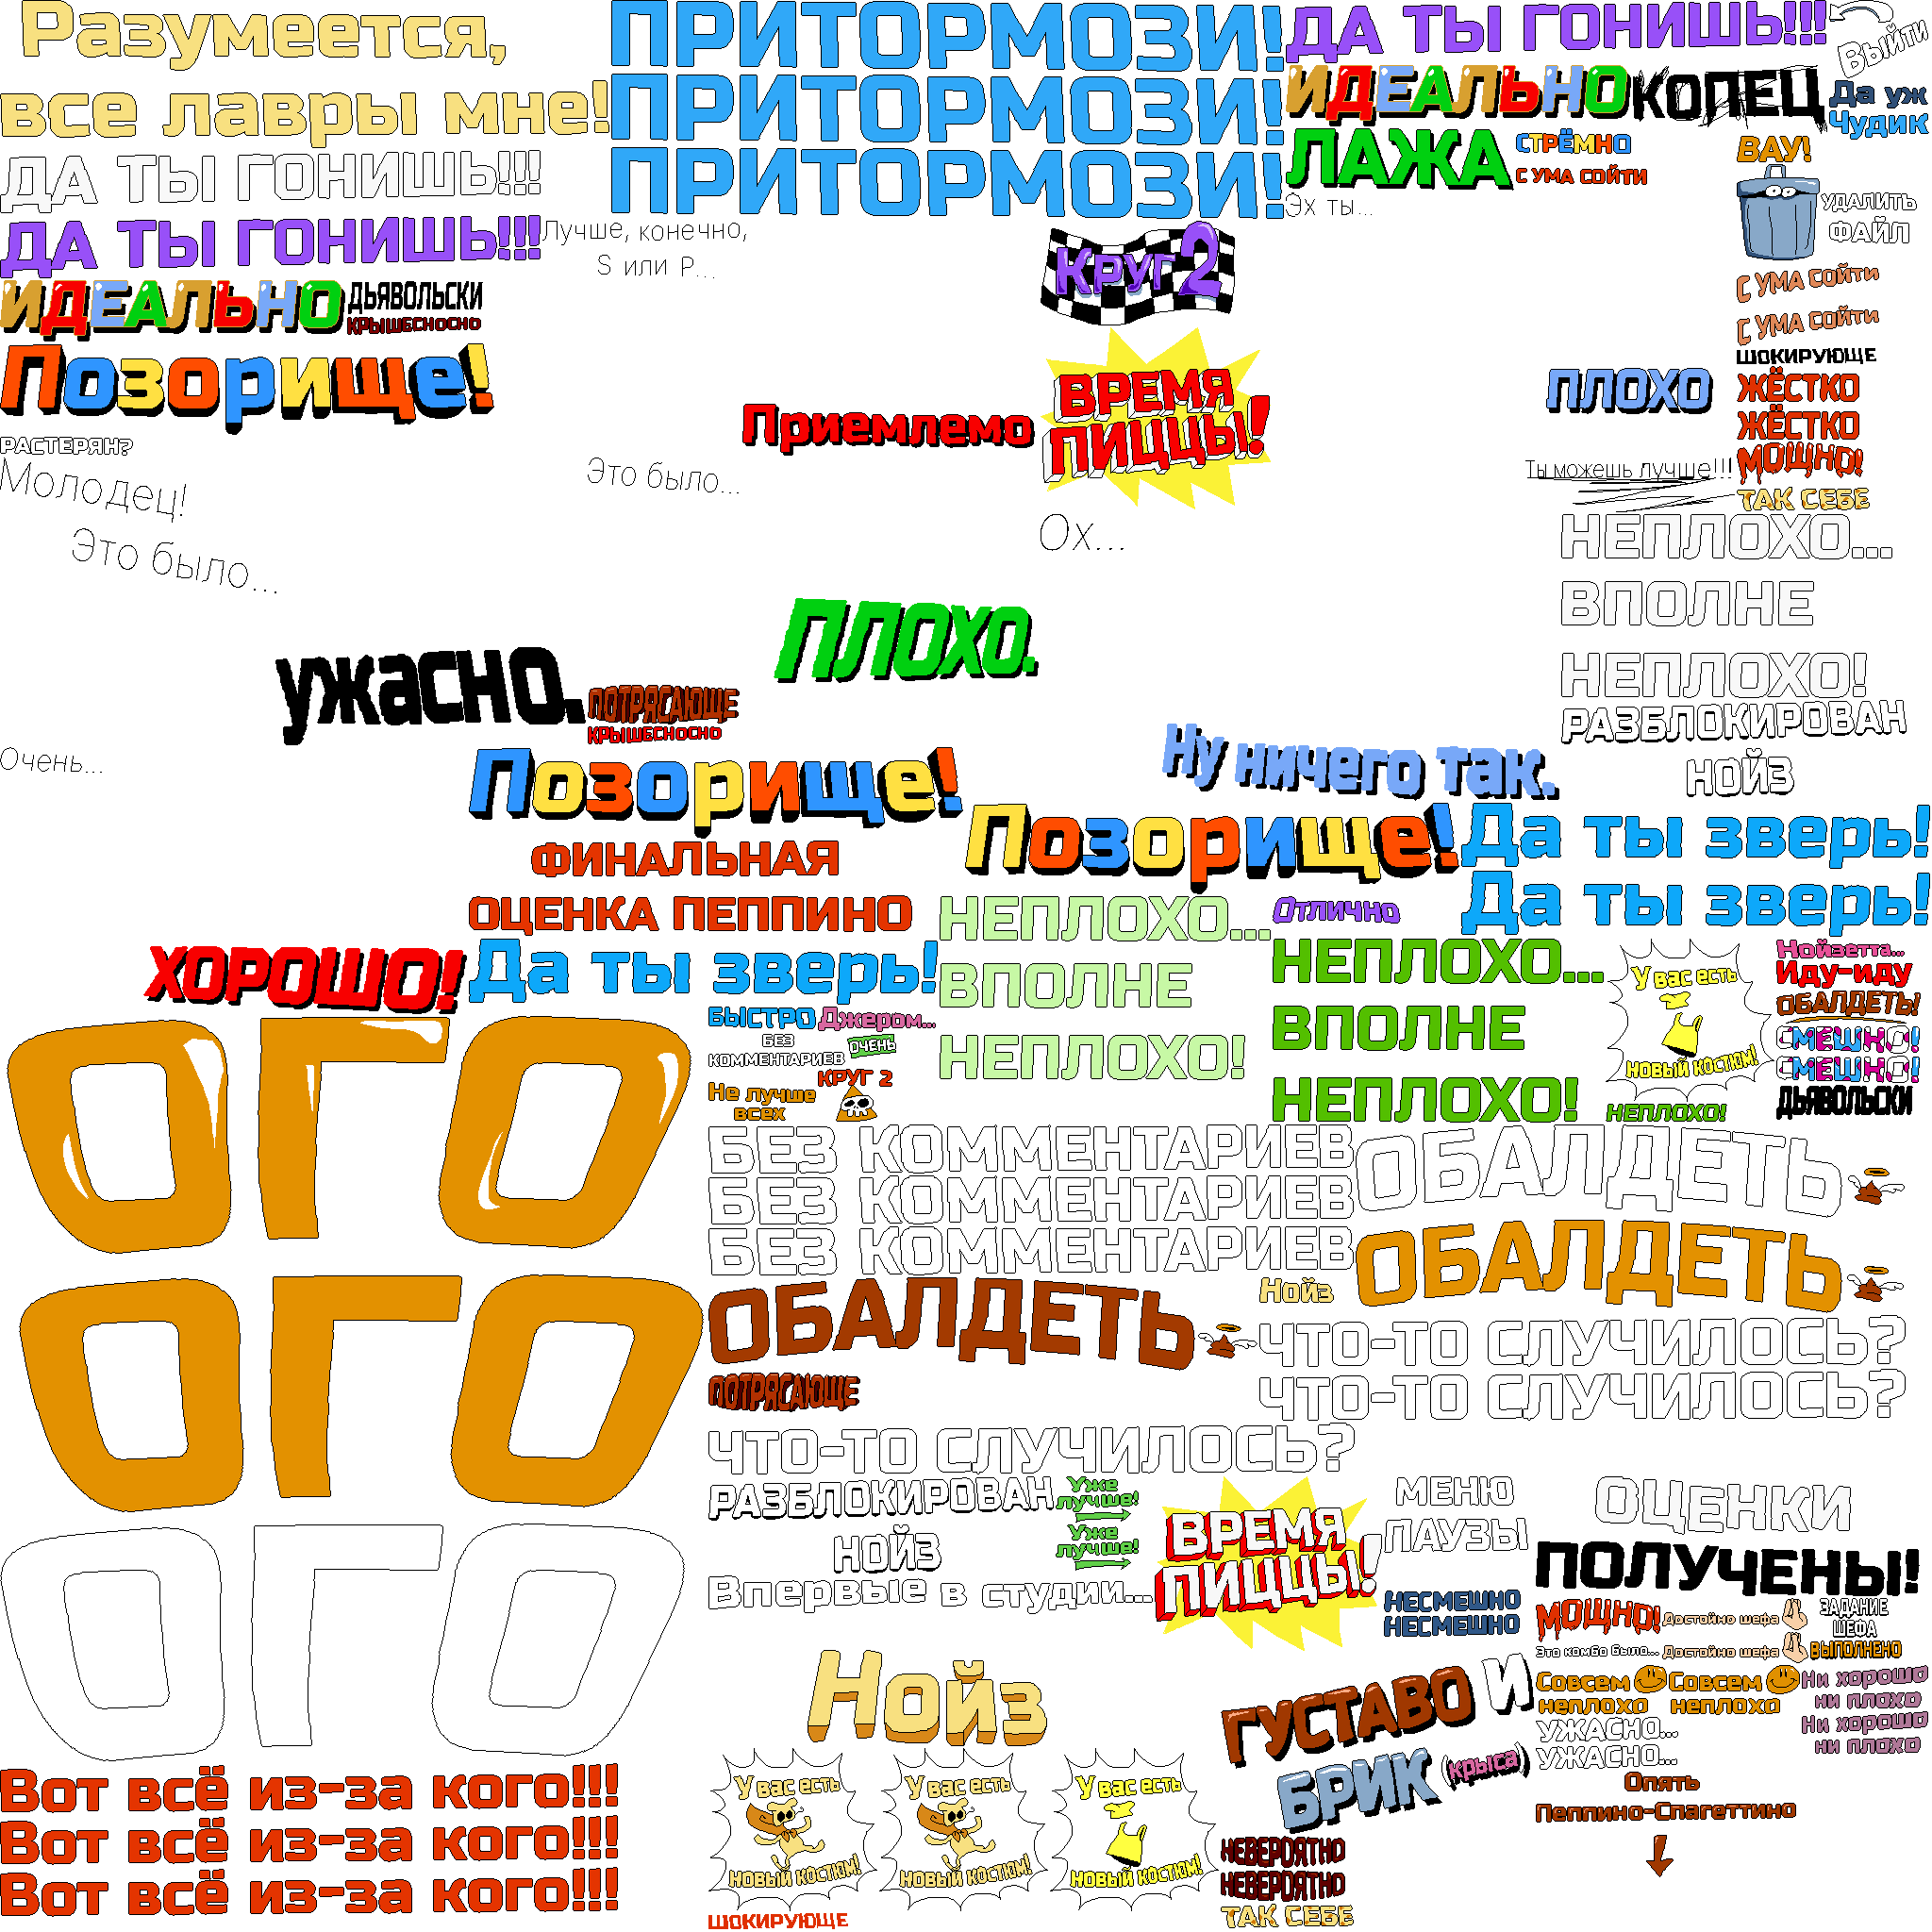 Разумеется,
все лавры мне!
ПРИТОРМОЗИ!
ПРИТОРМОЗИ!
ПРИТОРМОЗИ!
ДА ТЫ ГОНИШЬ!!!
Выйти
ИДЕАЛЬНО
КОПЕЦ
Да уж
Чудик
ЛАЖА
СТРЁМНО
С УМА СОЙТИ
ВАУ!
Эх ты...
УДАЛИТЬ
ФАЙЛ
ДА ТЫ ГОНИШЬ!!!
ДА ТЫ ГОНИШЬ!!!
Лучше, конечно,
S или P...
Круг 2
С УМА СОЙТИ
С УМА СОЙТИ
ШОКИРУЮЩЕ
ИДЕАЛЬНО
ДЬЯВОЛЬСКИ
КРЫШЕСНОСНО
Позорище!
Приемлемо
ВРЕМЯ
ПИЦЦЫ!
ПЛОХО
ЖЁСТКО
ЖЁСТКО
МОЩНО!
ТАК СЕБЕ
РАСТЕРЯН?
Молодец!
Это было...
Ты можешь лучше!!!
Это было...
Ох...
НЕПЛОХО...
ВПОЛНЕ
НЕПЛОХО!
ПЛОХО.
ужасно.
ПОТРЯСАЮЩЕ
КРЫШЕСНОСНО
РАЗБЛОКИРОВАН
НОЙЗ
Очень...
Позорище!
Ну ничего так.
ФИНАЛЬНАЯ
ОЦЕНКА ПЕППИНО
Позорище!
Да ты зверь!
Да ты зверь!
ХОРОШО!
Да ты зверь!
НЕПЛОХО...
ВПОЛНЕ
НЕПЛОХО!
Отлично
НЕПЛОХО...
ВПОЛНЕ
НЕПЛОХО!
У вас есть
НОВЫЙ КОСТЮМ!
НЕПЛОХО!
Нойзетта...
Иду-иду
ОБАЛДЕТЬ!
СМЕШНО!
СМЕШНО!
ДЬЯВОЛЬСКИ
БЫСТРО
Джером...
БЕЗ
КОММЕНТАРИЕВ
ОЧЕНЬ
Не лучше
всех
КРУГ 2
ОГО
ОГО
ОГО
БЕЗ КОММЕНТАРИЕВ
БЕЗ КОММЕНТАРИЕВ
БЕЗ КОММЕНТАРИЕВ
ОБАЛДЕТЬ
ОБАЛДЕТЬ
ОБАЛДЕТЬ
Нойз
ЧТО-ТО СЛУЧИЛОСЬ?
ЧТО-ТО СЛУЧИЛОСЬ?
ПОТРЯСАЮЩЕ
ЧТО-ТО СЛУЧИЛОСЬ?
РАЗБЛОКИРОВАН
НОЙЗ
Уже
лучше!
Уже
лучше!
Впервые в студии...
ВРЕМЯ
ПИЦЦЫ!
МЕНЮ
ПАУЗЫ
НЕСМЕШНО
НЕСМЕШНО
ОЦЕНКИ
ПОЛУЧЕНЫ!
МОЩНО!
Достойно шефа
ЗАДАНИЕ
ШЕФА
ВЫПОЛНЕНО
Это комбо было...
Достойно шефа
Совсем
неплохо
Совсем
неплохо
Ни хорошо
ни плохо
Ни хорошо
ни плохо
УЖАСНО...
УЖАСНО...
Опять
Пеппино-Спагеттино
Нойз
ГУСТАВО И
БРИК (крыса)
НЕВЕРОЯТНО
НЕВЕРОЯТНО
ТАК СЕБЕ
Вот всё из-за кого!!!
Вот всё из-за кого!!!
Вот всё из-за кого!!!
У вас есть
НОВЫЙ КОСТЮМ!
У вас есть
НОВЫЙ КОСТЮМ!
У вас есть
НОВЫЙ КОСТЮМ!
ШОКИРУЮЩЕ